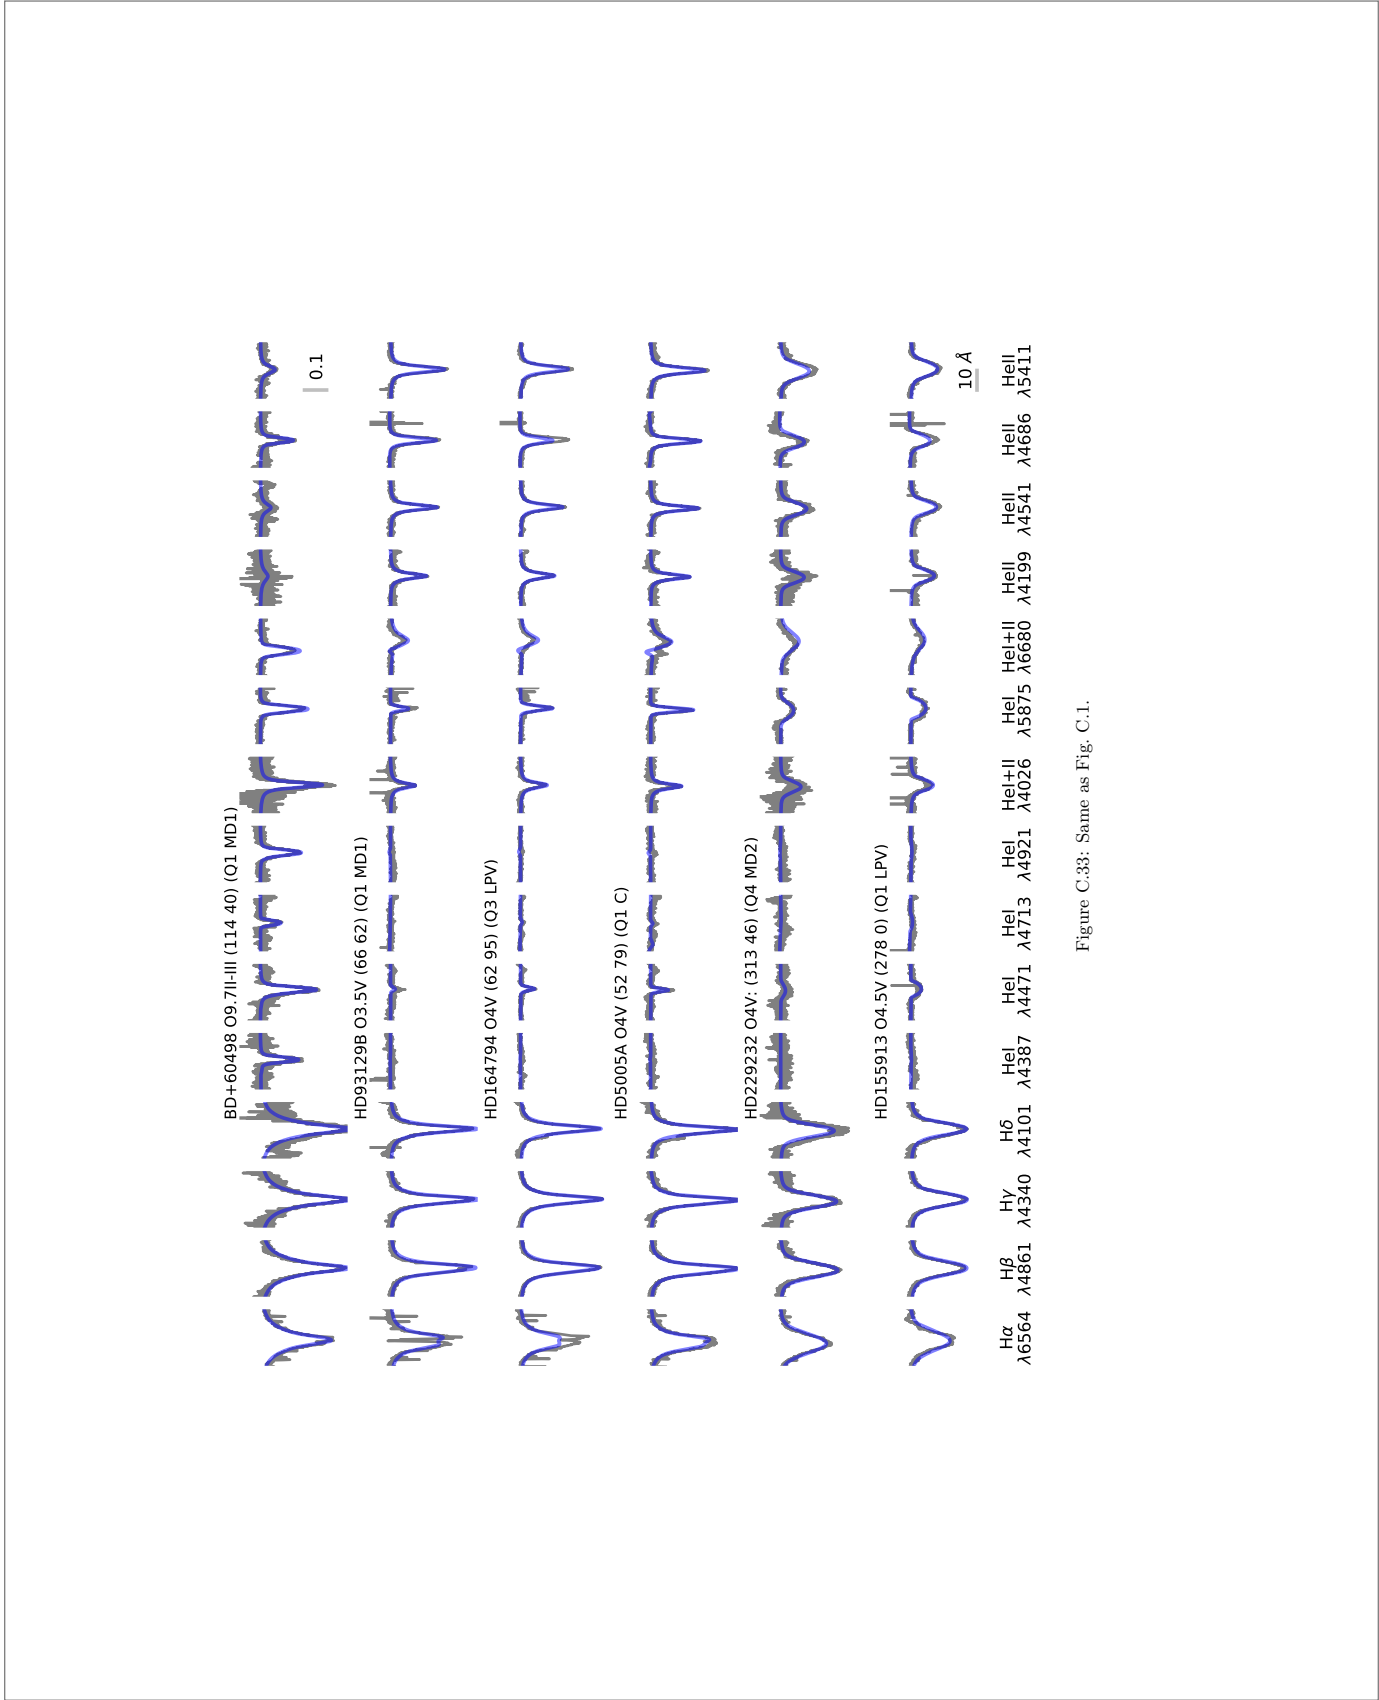 BD+60498 O9.7II-III (114 40) (Q1 MD1)
0.1
HD93129B O3.5V (66 62) (Q1 MD1)
HD164794 O4V (62 95) (Q3 LPV)
HD5005A O4V (52 79) (Q1 C)
HD229232 O4V: (313 46) (Q4 MD2)
HD155913 O4.5V (278 0) (Q1 LPV)
10 Å
Hα
λ6564
Hβ
λ4861
Hγ
λ4340
Hδ
λ4101
HeI
λ4387
HeI
λ4471
HeI
λ4713
HeI
λ4921
HeI+II
λ4026
HeI
λ5875
HeI+II
λ6680
HeII
λ4199
HeII
λ4541
HeII
λ4686
HeII
λ5411
Figure C.33: Same as Fig. C.1.